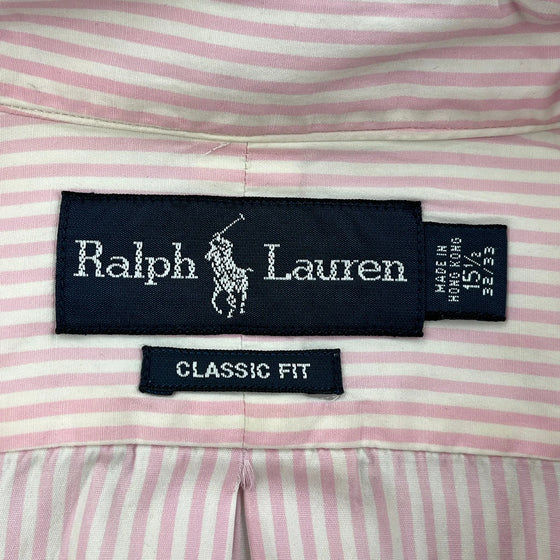 Ralph Lauren
MADE IN
HONG KONG
15½
32/33
CLASSIC FIT